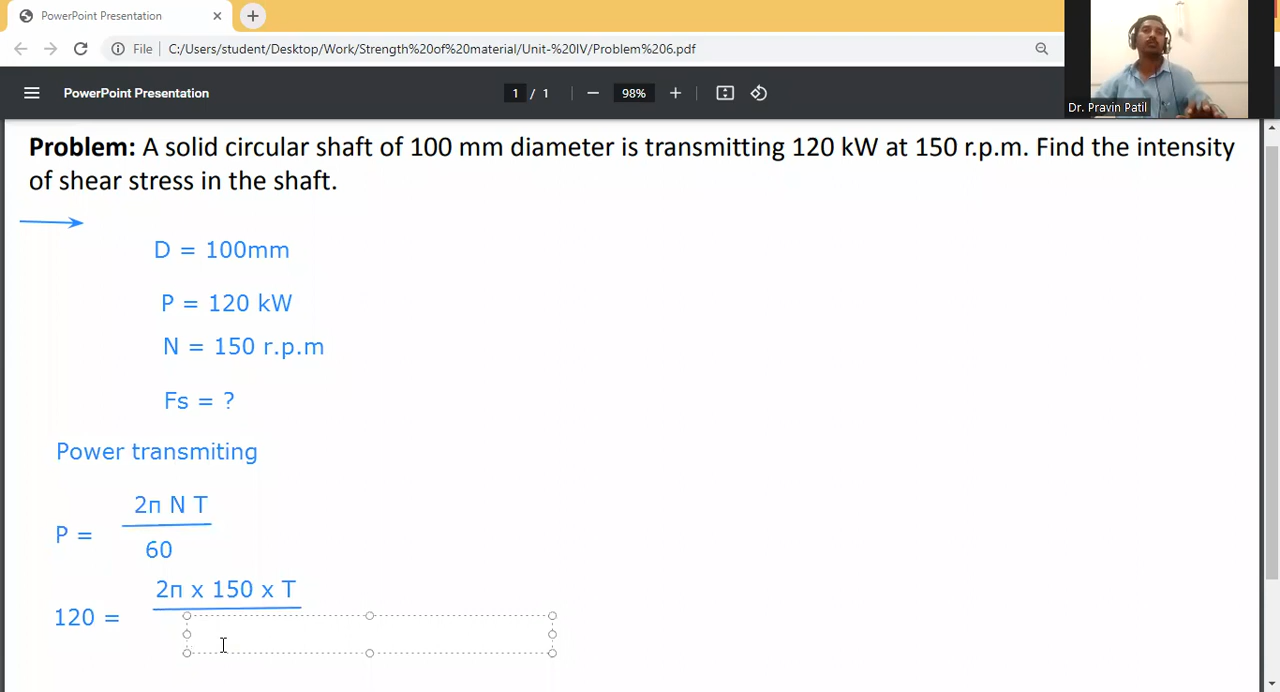 PowerPoint Presentation
File C:/Users/student/Desktop/Work/Strength%20of%20material/Unit-%20IV/Problem%206.pdf
PowerPoint Presentation
1 / 1
98%
Dr. Pravin Patil
Problem: A solid circular shaft of 100 mm diameter is transmitting 120 kW at 150 r.p.m. Find the intensity
of shear stress in the shaft.
D = 100mm
P = 120 kW
N = 150 r.p.m
Fs = ?
Power transmiting
P = 2п N T
60
120 = 2п x 150 x T